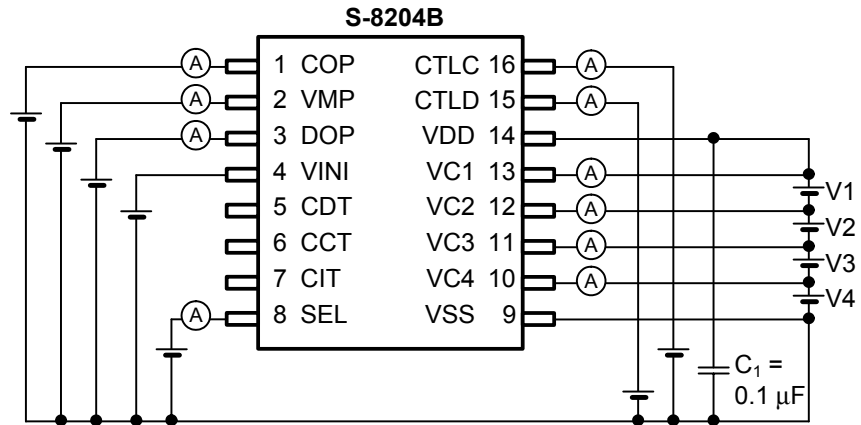 S-8204B
A 1 COP CTLC 16 A
A 2 VMP CTLD 15 A
A 3 DOP VDD 14
4 VINI VC1 13 A
V1
5 CDT VC2 12 A
V2
6 CCT VC3 11 A
V3
7 CIT VC4 10 A
V4
A 8 SEL VSS 9
C₁ =
0.1 μF